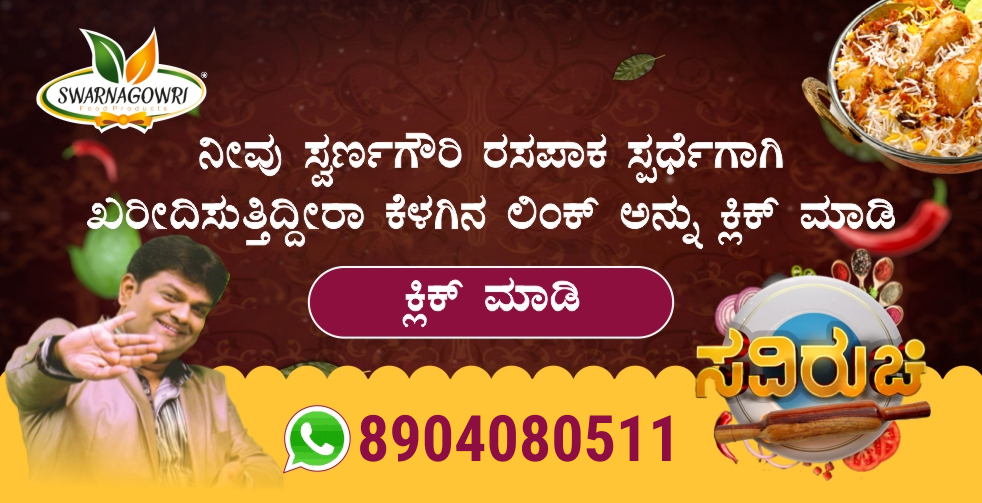 SWARNAGOWRI
Food Products
ನೀವು ಸ್ವರ್ಣಗೌರಿ ರಸಪಾಕ ಸ್ಪರ್ಧೆಗಾಗಿ
ಖರೀದಿಸುತ್ತಿದ್ದೀರಾ ಕೆಳಗಿನ ಲಿಂಕ್ ಅನ್ನು ಕ್ಲಿಕ್ ಮಾಡಿ
ಕ್ಲಿಕ್ ಮಾಡಿ
ಸವಿರುಚಿ
8904080511